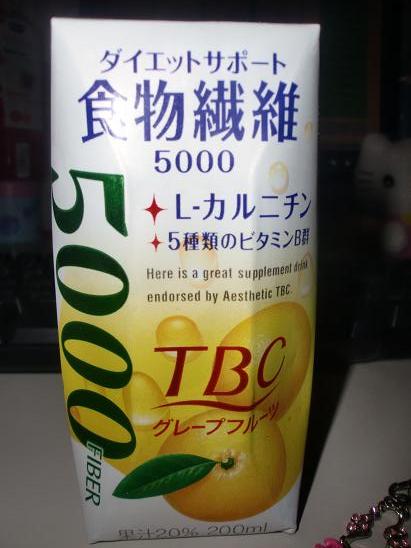 ダイエットサポート
食物繊維
5000
L-カルニチン
5種類のビタミンB群
Here is a great supplement drink
endorsed by Aesthetic TBC.
5000 FIBER
TBC
グレープフルーツ
果汁20% 200ml